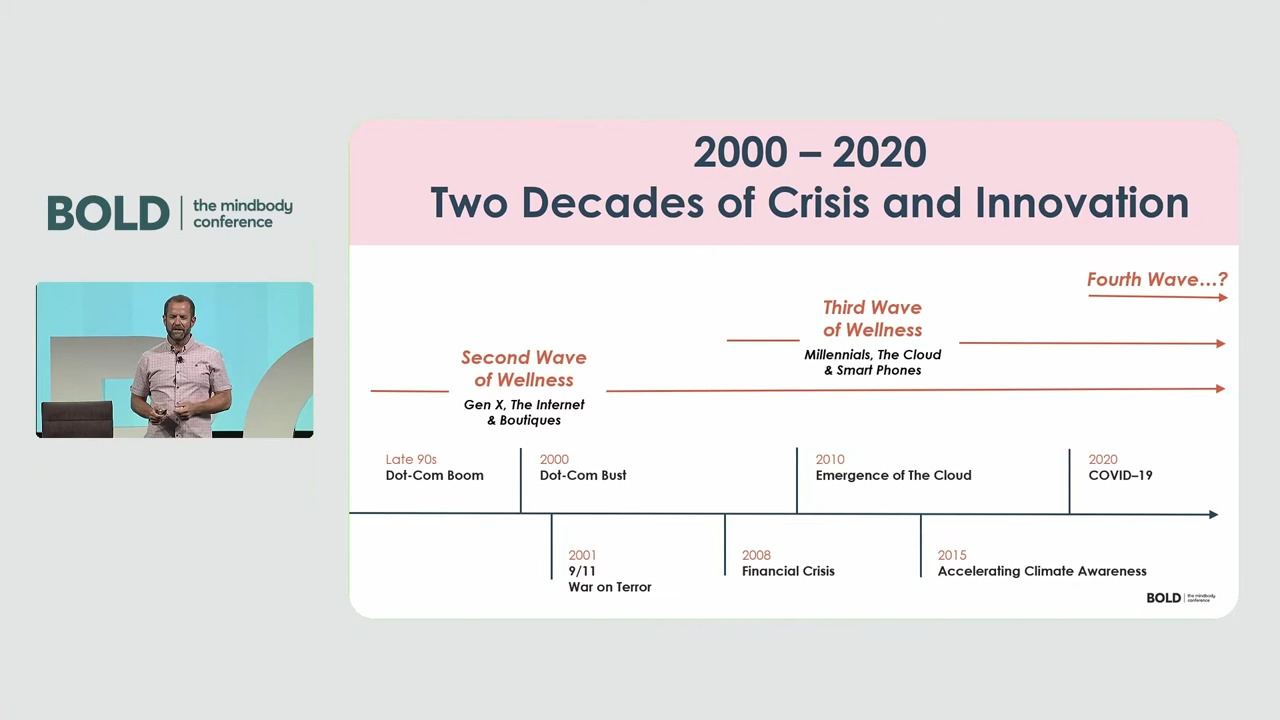 BOLD the mindbody
conference
2000 – 2020
Two Decades of Crisis and Innovation
Fourth Wave...?
Third Wave
of Wellness
Millennials, The Cloud
& Smart Phones
Second Wave
of Wellness
Gen X, The Internet
& Boutiques
Late 90s
Dot-Com Boom
2000
Dot-Com Bust
2010
Emergence of The Cloud
2020
COVID–19
2001
9/11
War on Terror
2008
Financial Crisis
2015
Accelerating Climate Awareness
BOLD the mindbody
conference